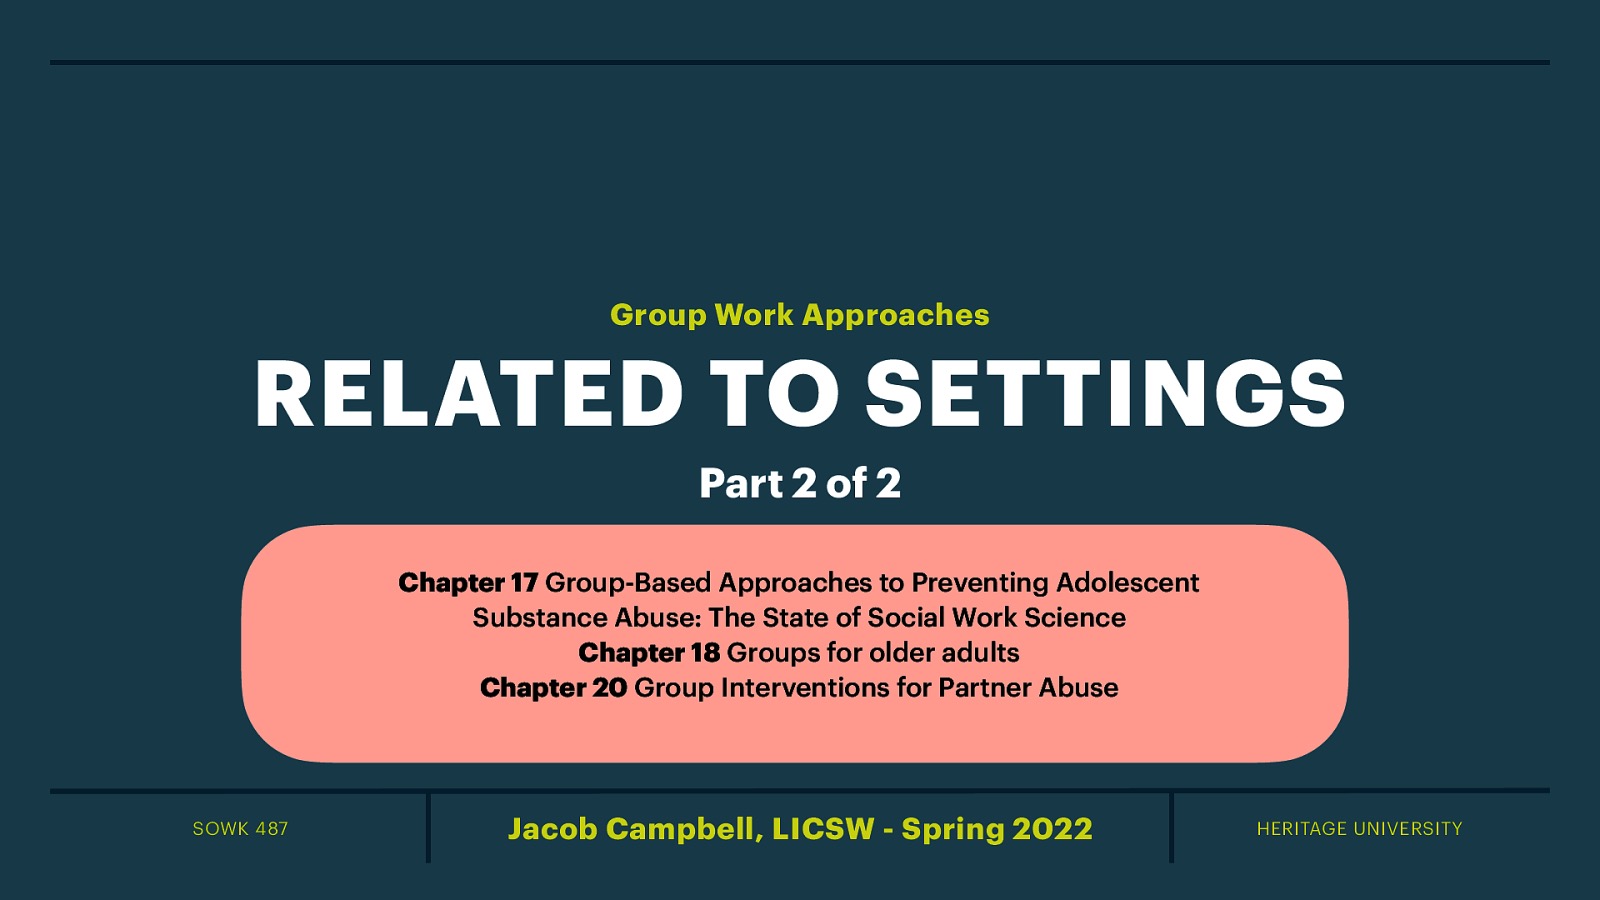 Group Work Approaches
RELATED TO SETTINGS
Part 2 of 2
Chapter 17 Group-Based Approaches to Preventing Adolescent
Substance Abuse: The State of Social Work Science
Chapter 18 Groups for older adults
Chapter 20 Group Interventions for Partner Abuse
SOWK 487
Jacob Campbell, LICSW - Spring 2022
HERITAGE UNIVERSITY